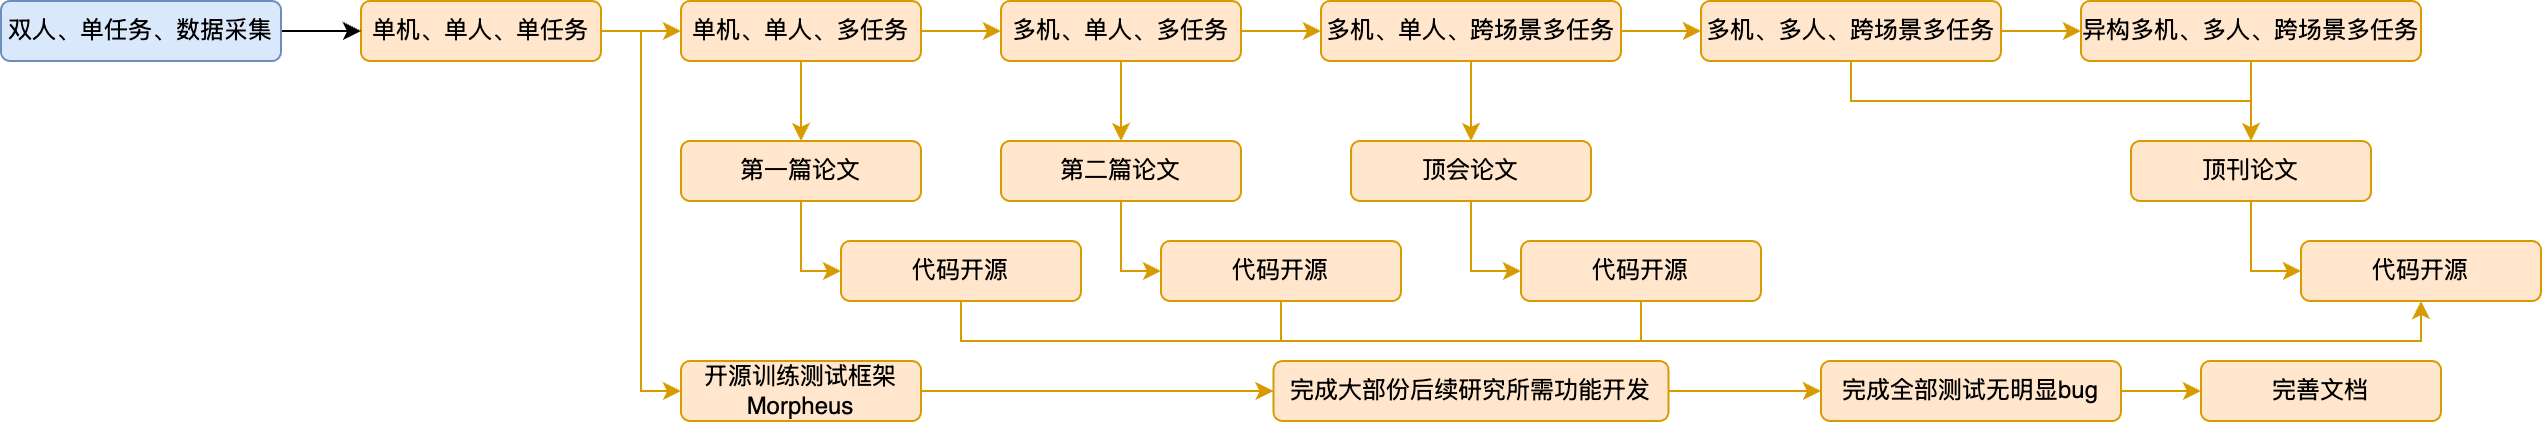 双人、单任务、数据采集
单机、单人、单任务
单机、单人、多任务
多机、单人、多任务
多机、单人、跨场景多任务
多机、多人、跨场景多任务
异构多机、多人、跨场景多任务
第一篇论文
第二篇论文
顶会论文
顶刊论文
代码开源
代码开源
代码开源
代码开源
开源训练测试框架
Morpheus
完成大部份后续研究所需功能开发
完成全部测试无明显bug
完善文档